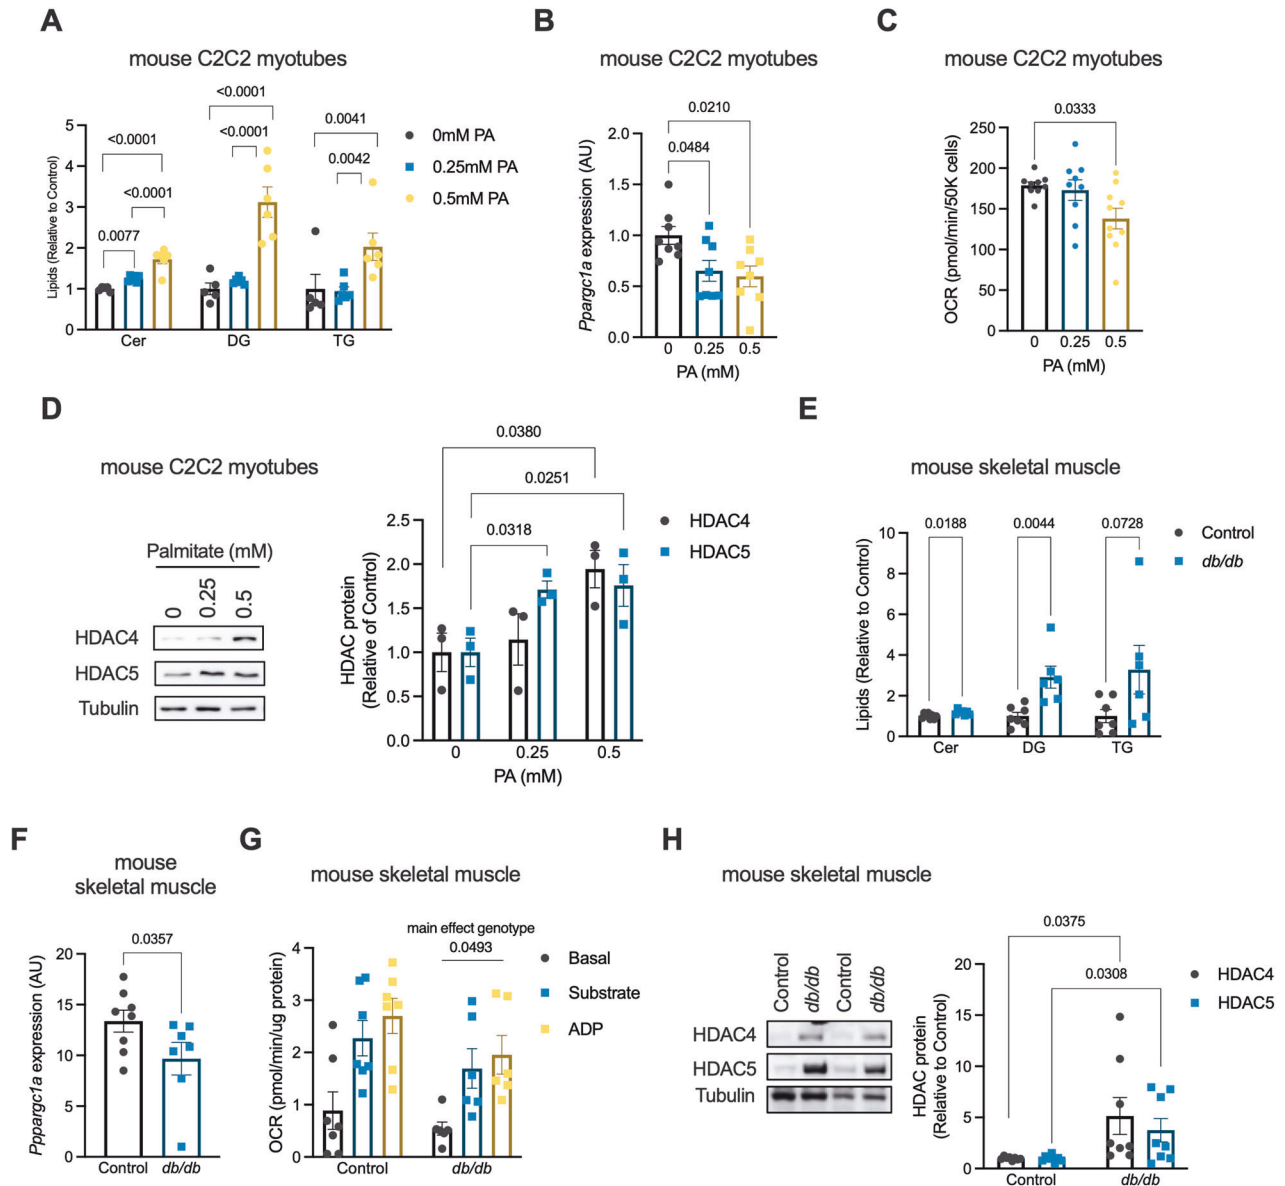 A
mouse C2C2 myotubes
<0.0001
<0.0001
<0.0001
0.0041
<0.0001
0.0042
0.0077
5
4
3
2
1
0
Lipids (Relative to Control)
Cer
DG
TG
0mM PA
0.25mM PA
0.5mM PA
B
mouse C2C2 myotubes
0.0210
0.0484
2.0
1.5
1.0
0.5
0.0
Ppargc1a expression (AU)
0
0.25
0.5
PA (mM)
C
mouse C2C2 myotubes
0.0333
250
200
150
100
50
0
OCR (pmol/min/50K cells)
0
0.25
0.5
PA (mM)
D
mouse C2C2 myotubes
Palmitate (mM)
0
0.25
0.5
HDAC4
HDAC5
Tubulin
0.0380
0.0251
0.0318
2.5
2.0
1.5
1.0
0.5
0.0
HDAC protein
(Relative of Control)
0
0.25
0.5
PA (mM)
HDAC4
HDAC5
E
mouse skeletal muscle
0.0188
0.0044
0.0728
10
8
6
4
2
0
Lipids (Relative to Control)
Cer
DG
TG
Control
db/db
F
mouse
skeletal muscle
0.0357
20
15
10
5
0
Pppargc1a expression (AU)
Control
db/db
G
mouse skeletal muscle
main effect genotype
0.0493
4
3
2
1
0
OCR (pmol/min/ug protein)
Control
db/db
Basal
Substrate
ADP
H
mouse skeletal muscle
Control
db/db
Control
db/db
HDAC4
HDAC5
Tubulin
0.0375
0.0308
20
15
10
5
0
HDAC protein
(Relative to Control)
Control
db/db
HDAC4
HDAC5